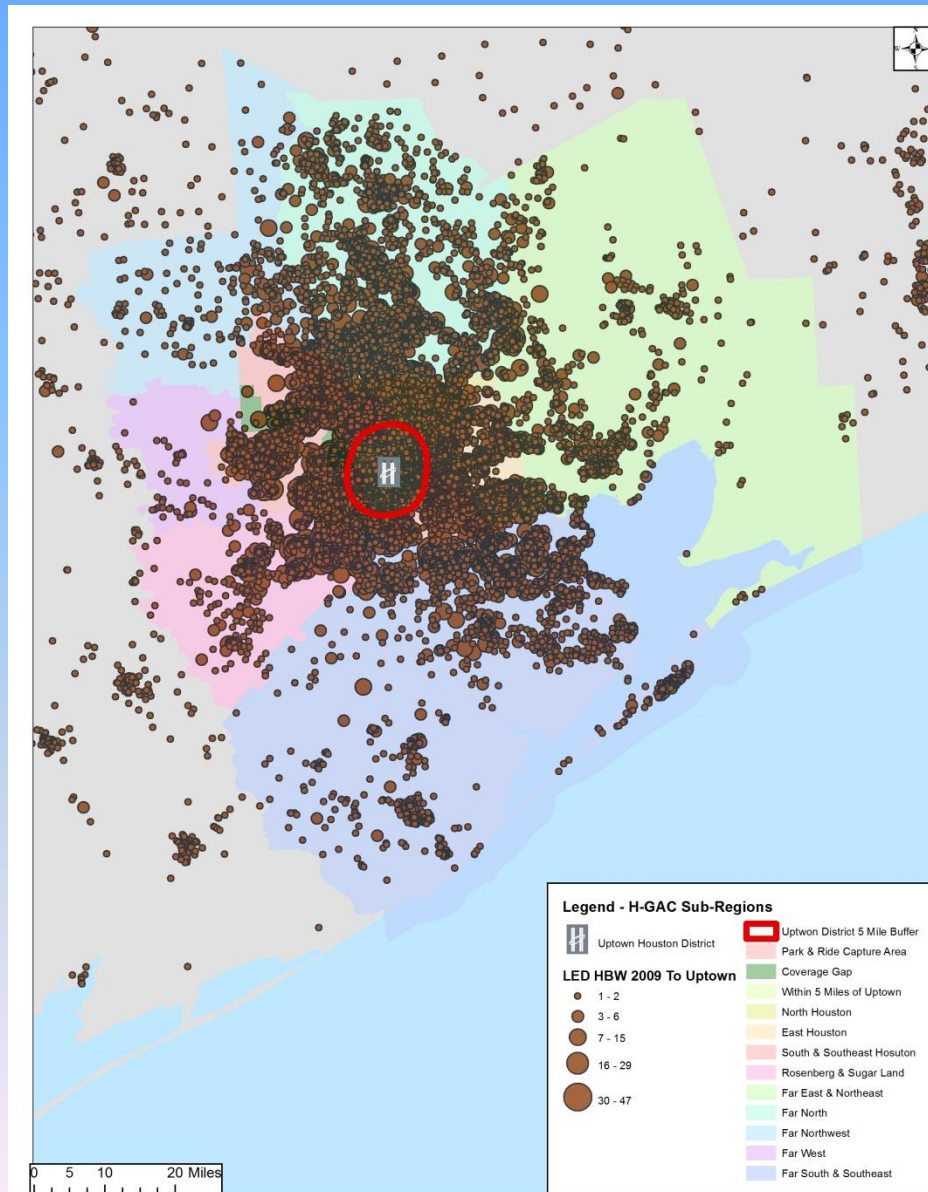 N
W
S
Legend - H-GAC Sub-Regions
Uptown Houston District
LED HBW 2009 To Uptown
1 - 2
3 - 6
7 - 15
16 - 29
30 - 47
Uptwon District 5 Mile Buffer
Park & Ride Capture Area
Coverage Gap
Within 5 Miles of Uptown
North Houston
East Houston
South & Southeast Hosuton
Rosenberg & Sugar Land
Far East & Northeast
Far North
Far Northwest
Far West
Far South & Southeast
0 5 10 20 Miles